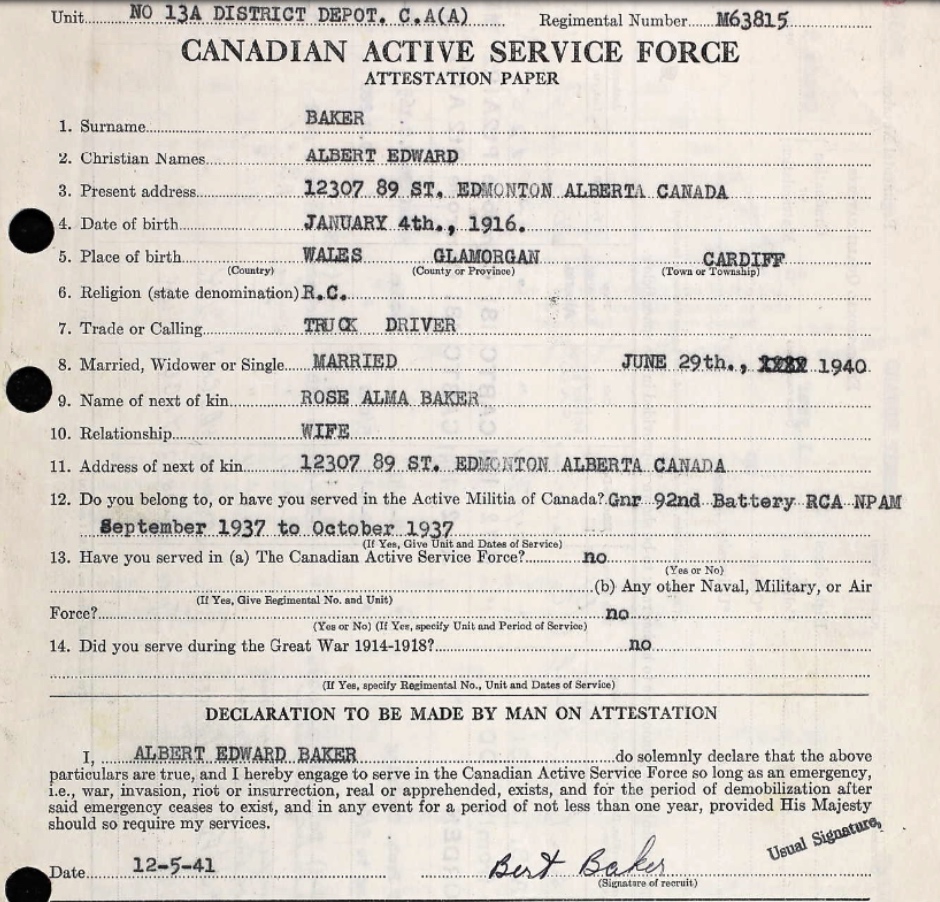 Unit NO 13A DISTRICT DEPOT. C.A(A) Regimental Number M63815
CANADIAN ACTIVE SERVICE FORCE
ATTESTATION PAPER
1. Surname BAKER
2. Christian Names ALBERT EDWARD
3. Present address 12307 89 ST. EDMONTON ALBERTA CANADA
4. Date of birth JANUARY 4th., 1916.
5. Place of birth WALES GLAMORGAN CARDIFF
(Country) (County or Province) (Town or Township)
6. Religion (state denomination) R.C.
7. Trade or Calling TRUCK DRIVER
8. Married, Widower or Single MARRIED JUNE 29th., 1940
9. Name of next of kin ROSE ALMA BAKER
10. Relationship WIFE
11. Address of next of kin 12307 89 ST. EDMONTON ALBERTA CANADA
12. Do you belong to, or have you served in the Active Militia of Canada? Gnr 92nd Battery RCA NPAM
September 1937 to October 1937
(If Yes, Give Unit and Dates of Service)
13. Have you served in (a) The Canadian Active Service Force? no
(Yes or No)
(b) Any other Naval, Military, or Air
(If Yes, Give Regimental No. and Unit)
Force? no
(Yes or No) (If Yes, specify Unit and Period of Service)
14. Did you serve during the Great War 1914-1918? no
(If Yes, specify Regimental No., Unit and Dates of Service)
DECLARATION TO BE MADE BY MAN ON ATTESTATION
I, ALBERT EDWARD BAKER do solemnly declare that the above
particulars are true, and I hereby engage to serve in the Canadian Active Service Force so long as an emergency,
i.e., war, invasion, riot or insurrection, real or apprehended, exists, and for the period of demobilization after
said emergency ceases to exist, and in any event for a period of not less than one year, provided His Majesty
should so require my services.
Usual Signature,
Date 12-5-41 Bert Baker
(Signature of recruit)